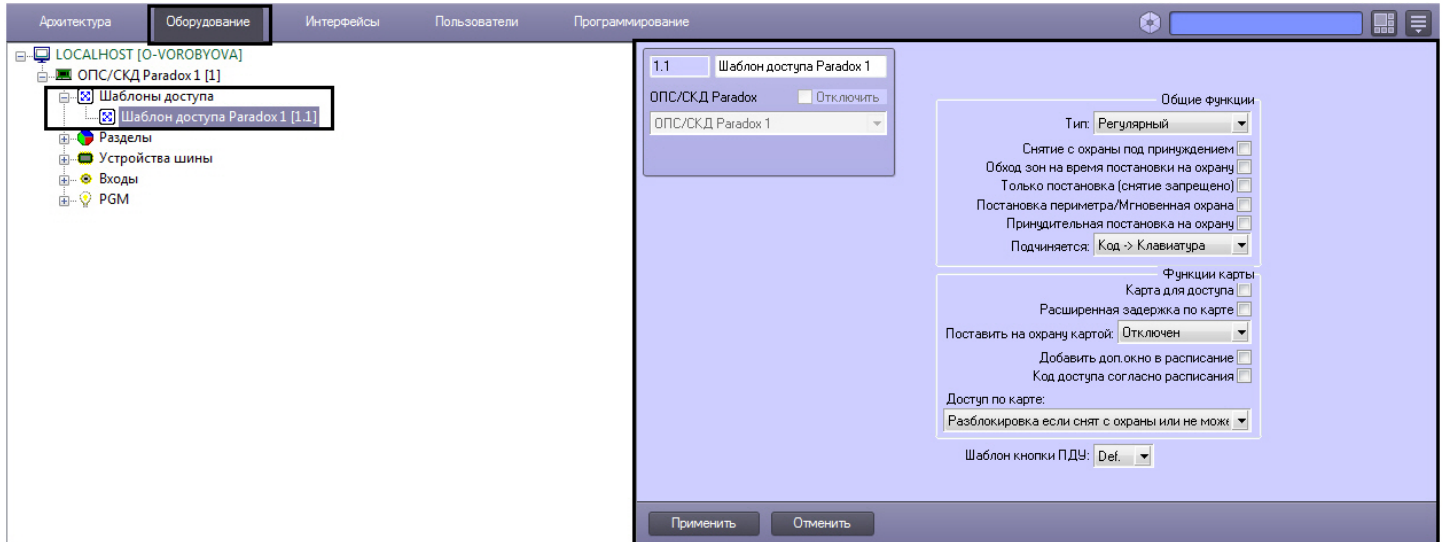 Архитектура Оборудование Интерфейсы Пользователи Программирование
LOCALHOST [O-VOROBYOVA]
ОПС/СКД Paradox 1 [1]
Шаблоны доступа
Шаблон доступа Paradox 1 [1.1]
Разделы
Устройства шины
Входы
PGM
1.1 Шаблон доступа Paradox 1
ОПС/СКД Paradox Отключить
ОПС/СКД Paradox 1
Общие функции
Тип: Регулярный
Снятие с охраны под принуждением
Обход зон на время постановки на охрану
Только постановка (снятие запрещено)
Постановка периметра/Мгновенная охрана
Принудительная постановка на охрану
Подчиняется: Код -> Клавиатура
Функции карты
Карта для доступа
Расширенная задержка по карте
Поставить на охрану картой: Отключен
Добавить доп.окно в расписание
Код доступа согласно расписания
Доступ по карте:
Разблокировка если снят с охраны или не може
Шаблон кнопки ПДУ: Def.
Применить Отменить